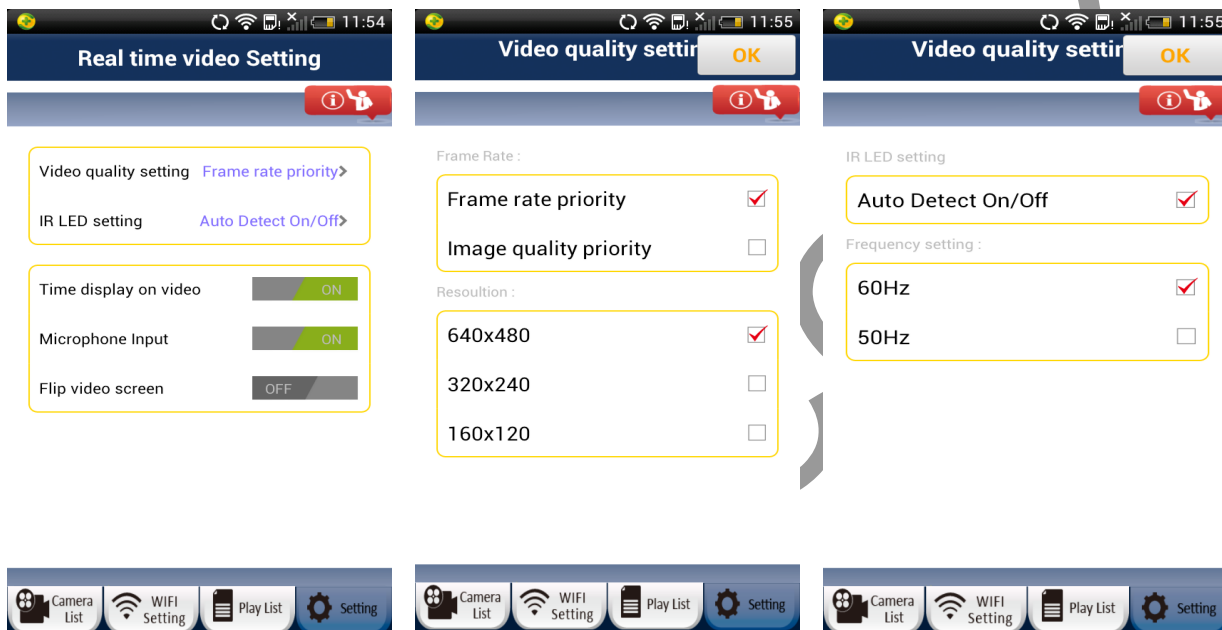 11:54
Real time video Setting
Video quality setting Frame rate priority>
IR LED setting Auto Detect On/Off>
Time display on video ON
Microphone Input ON
Flip video screen OFF
Camera List
WIFI Setting
Play List
Setting
11:55
Video quality settin
OK
Frame Rate :
Frame rate priority
Image quality priority
Resoultion :
640x480
320x240
160x120
Camera List
WIFI Setting
Play List
Setting
11:55
Video quality settin
OK
IR LED setting
Auto Detect On/Off
Frequency setting :
60Hz
50Hz
Camera List
WIFI Setting
Play List
Setting